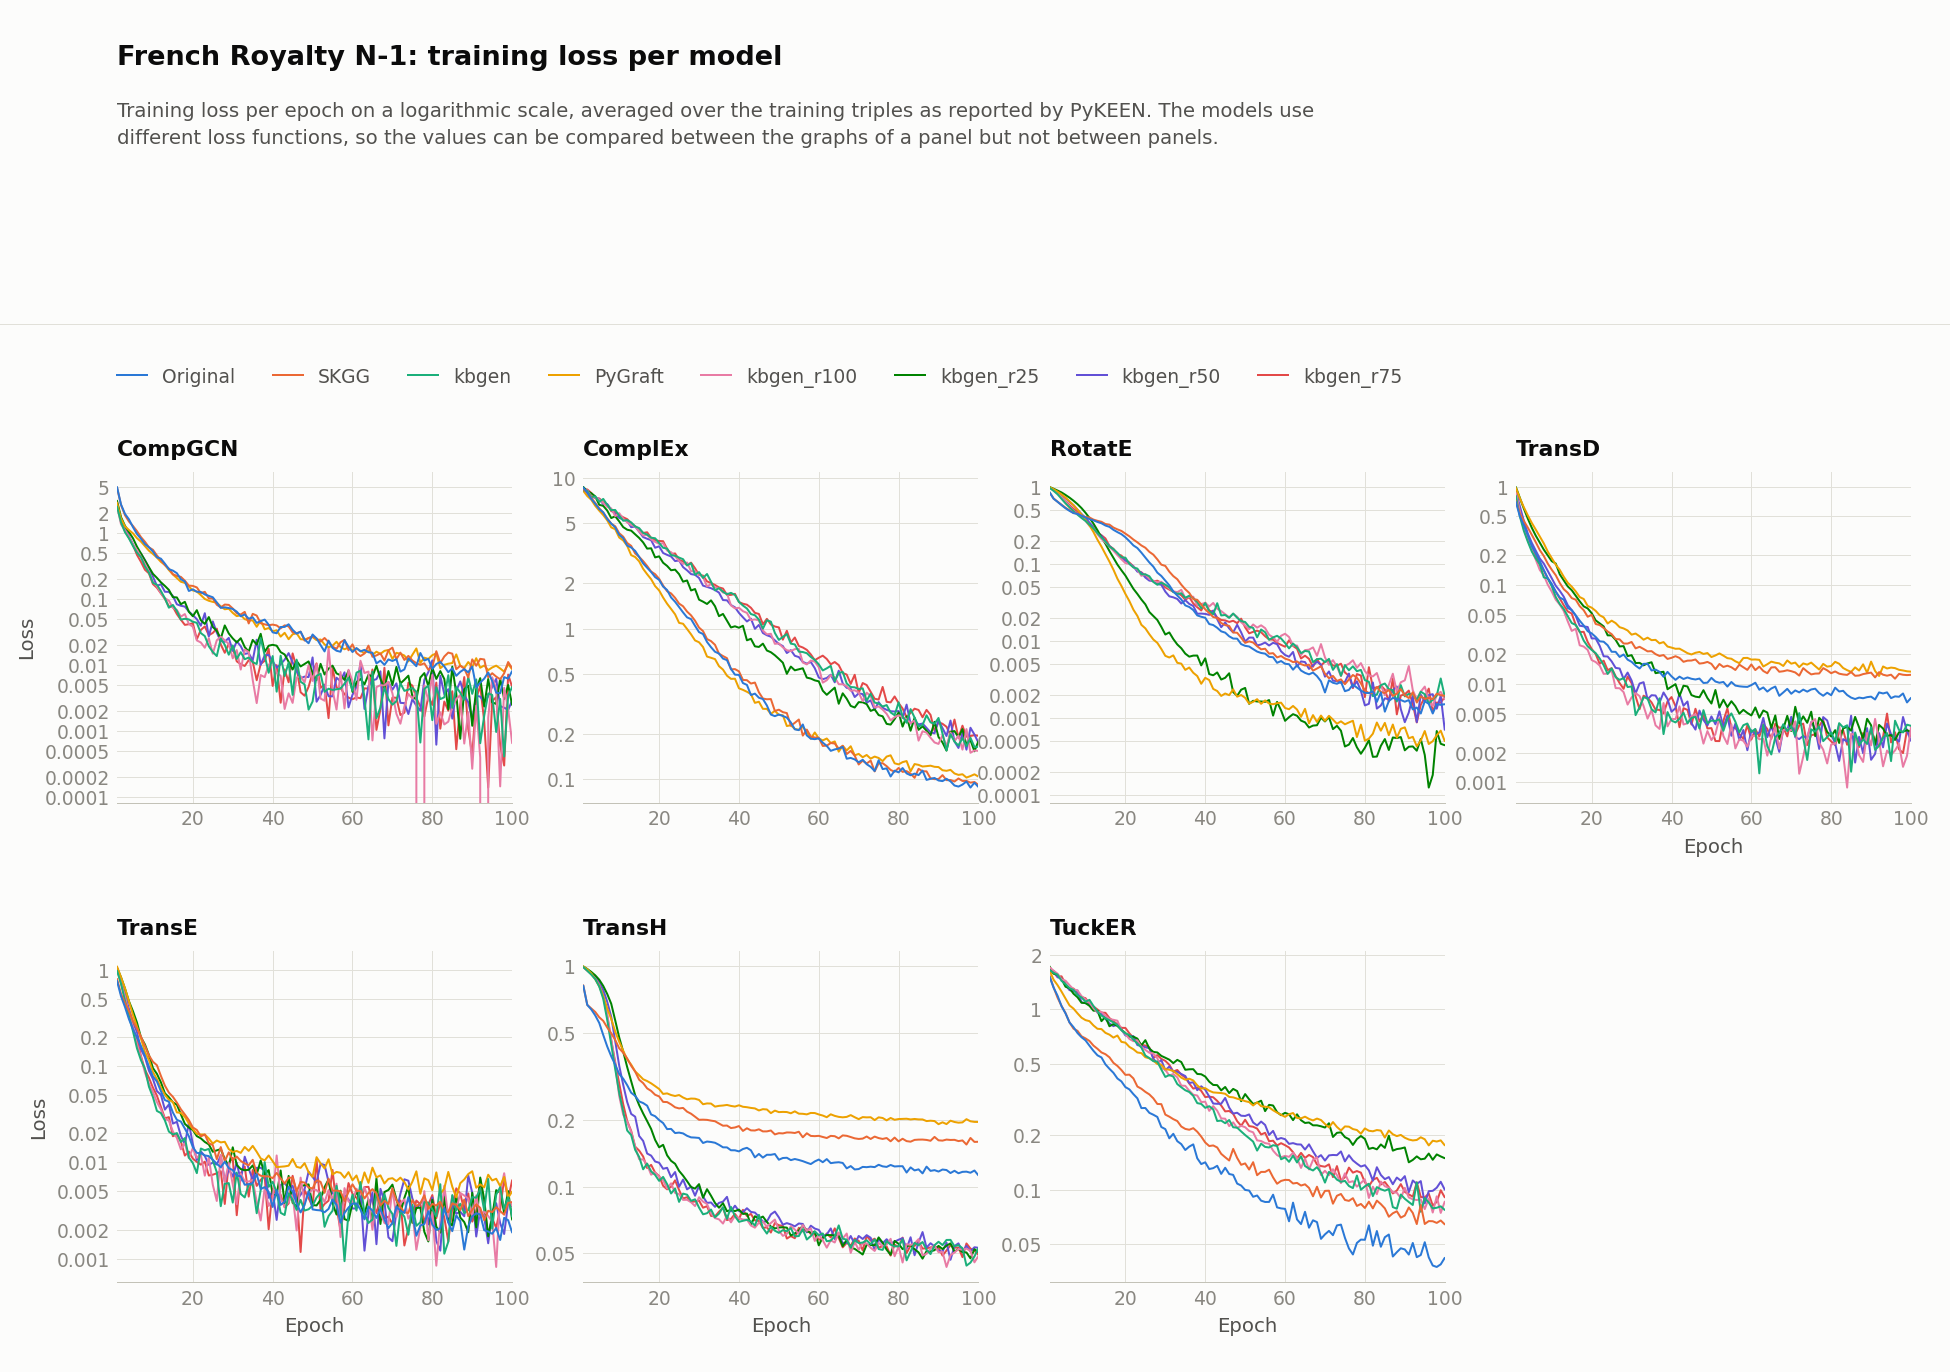 French Royalty N-1: training loss per model
Training loss per epoch on a logarithmic scale, averaged over the training triples as reported by PyKEEN. The models use
different loss functions, so the values can be compared between the graphs of a panel but not between panels.
Original SKGG kbgen PyGraft kbgen_r100 kbgen_r25 kbgen_r50 kbgen_r75
CompGCN
Loss
5
2
1
0.5
0.2
0.1
0.05
0.02
0.01
0.005
0.002
0.001
0.0005
0.0002
0.0001
20 40 60 80 100
ComplEx
10
5
2
1
0.5
0.2
0.1
20 40 60 80 100
RotatE
1
0.5
0.2
0.1
0.05
0.02
0.01
0.005
0.002
0.001
0.0005
0.0002
0.0001
20 40 60 80 100
TransD
1
0.5
0.2
0.1
0.05
0.02
0.01
0.005
0.002
0.001
20 40 60 80 100
Epoch
TransE
Loss
1
0.5
0.2
0.1
0.05
0.02
0.01
0.005
0.002
0.001
20 40 60 80 100
Epoch
TransH
1
0.5
0.2
0.1
0.05
20 40 60 80 100
Epoch
TuckER
2
1
0.5
0.2
0.1
0.05
20 40 60 80 100
Epoch